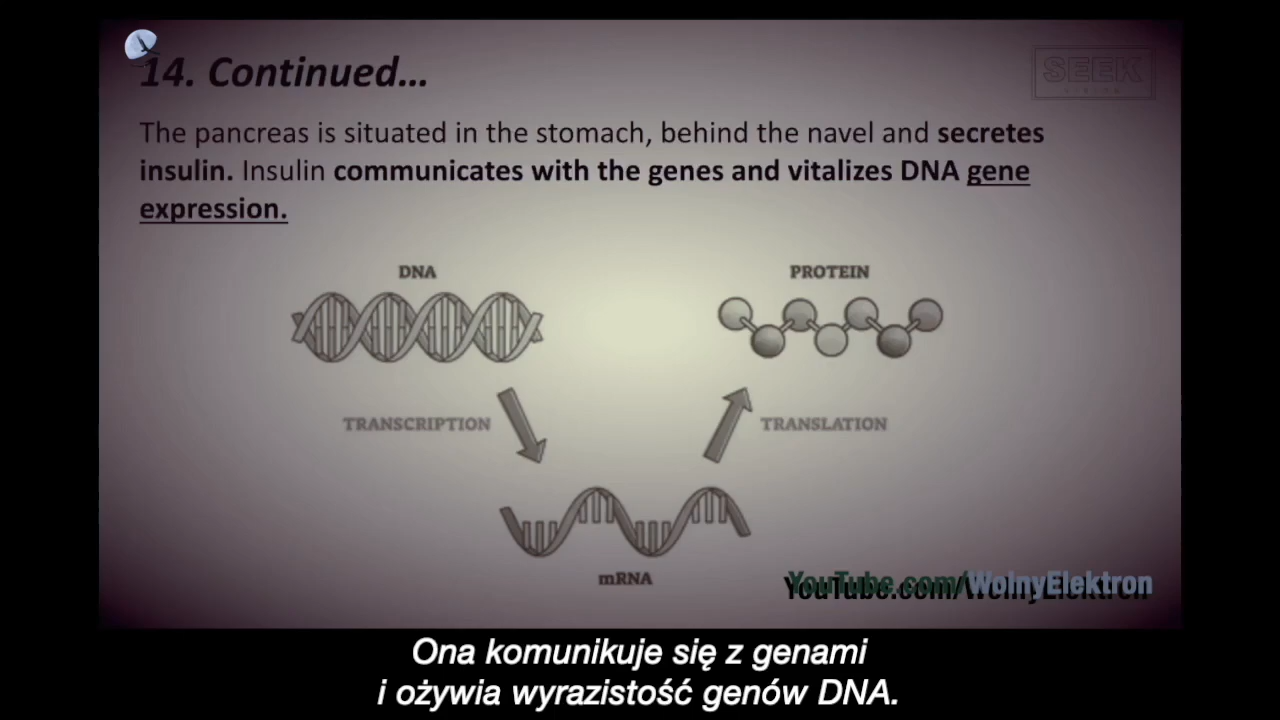 14. Continued...
SEEK
The pancreas is situated in the stomach, behind the navel and secretes
insulin. Insulin communicates with the genes and vitalizes DNA gene
expression.
DNA
PROTEIN
TRANSCRIPTION
TRANSLATION
mRNA
YouTube.com/WolnyElektron
Ona komunikuje się z genami
i ożywia wyrazistość genów DNA.